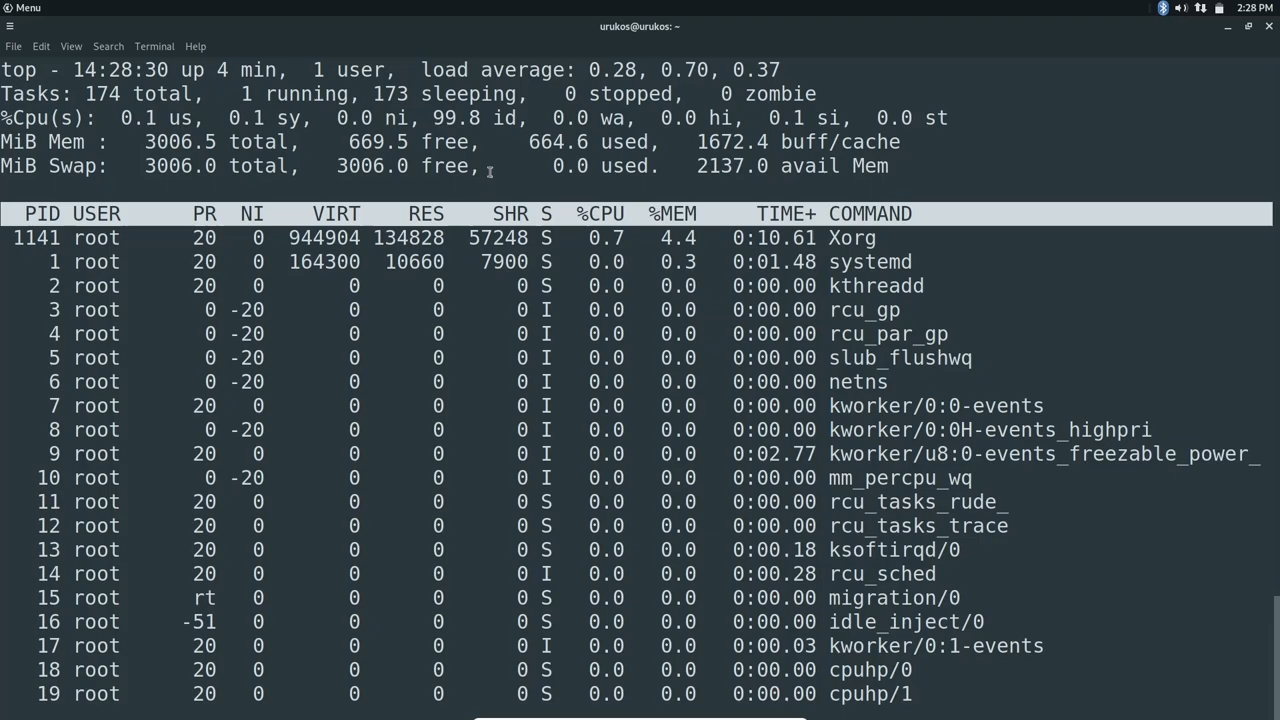 Menu
2:28 PM
urukos@urukos: ~
File Edit View Search Terminal Help
top - 14:28:30 up 4 min,  1 user,  load average: 0.28, 0.70, 0.37
Tasks: 174 total,   1 running, 173 sleeping,   0 stopped,   0 zombie
%Cpu(s):  0.1 us,  0.1 sy,  0.0 ni, 99.8 id,  0.0 wa,  0.0 hi,  0.1 si,  0.0 st
MiB Mem :   3006.5 total,    669.5 free,    664.6 used,   1672.4 buff/cache
MiB Swap:   3006.0 total,   3006.0 free,      0.0 used.   2137.0 avail Mem
PID USER      PR  NI    VIRT    RES    SHR S  %CPU  %MEM     TIME+ COMMAND
1141 root      20   0  944904 134828  57248 S   0.7   4.4   0:10.61 Xorg
1 root      20   0  164300  10660   7900 S   0.0   0.3   0:01.48 systemd
2 root      20   0       0      0      0 S   0.0   0.0   0:00.00 kthreadd
3 root       0 -20       0      0      0 I   0.0   0.0   0:00.00 rcu_gp
4 root       0 -20       0      0      0 I   0.0   0.0   0:00.00 rcu_par_gp
5 root       0 -20       0      0      0 I   0.0   0.0   0:00.00 slub_flushwq
6 root       0 -20       0      0      0 I   0.0   0.0   0:00.00 netns
7 root      20   0       0      0      0 I   0.0   0.0   0:00.00 kworker/0:0-events
8 root       0 -20       0      0      0 I   0.0   0.0   0:00.00 kworker/0:0H-events_highpri
9 root      20   0       0      0      0 I   0.0   0.0   0:02.77 kworker/u8:0-events_freezable_power_
10 root       0 -20       0      0      0 I   0.0   0.0   0:00.00 mm_percpu_wq
11 root      20   0       0      0      0 S   0.0   0.0   0:00.00 rcu_tasks_rude_
12 root      20   0       0      0      0 S   0.0   0.0   0:00.00 rcu_tasks_trace
13 root      20   0       0      0      0 S   0.0   0.0   0:00.18 ksoftirqd/0
14 root      20   0       0      0      0 I   0.0   0.0   0:00.28 rcu_sched
15 root      rt   0       0      0      0 S   0.0   0.0   0:00.00 migration/0
16 root     -51   0       0      0      0 S   0.0   0.0   0:00.00 idle_inject/0
17 root      20   0       0      0      0 I   0.0   0.0   0:00.03 kworker/0:1-events
18 root      20   0       0      0      0 S   0.0   0.0   0:00.00 cpuhp/0
19 root      20   0       0      0      0 S   0.0   0.0   0:00.00 cpuhp/1